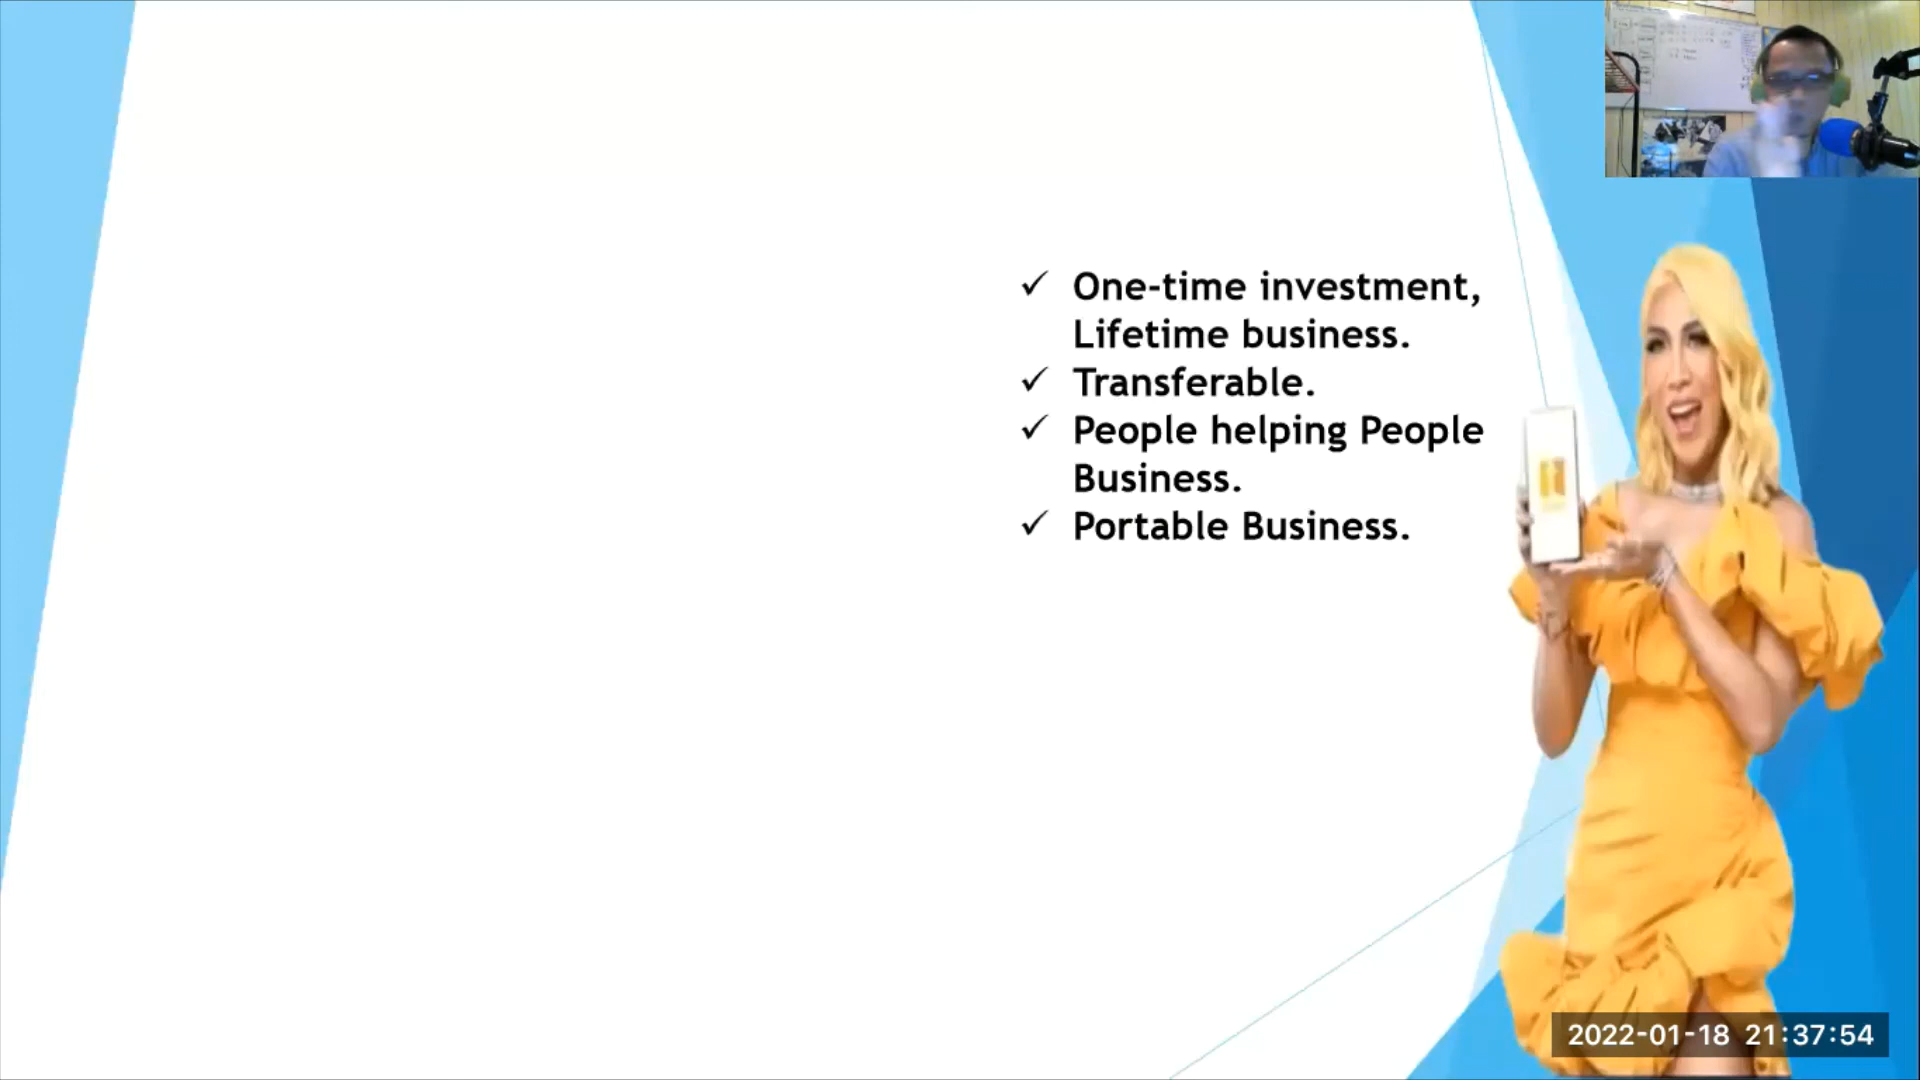 ✓ One-time investment,
Lifetime business.
✓ Transferable.
✓ People helping People
Business.
✓ Portable Business.
2022-01-18 21:37:54